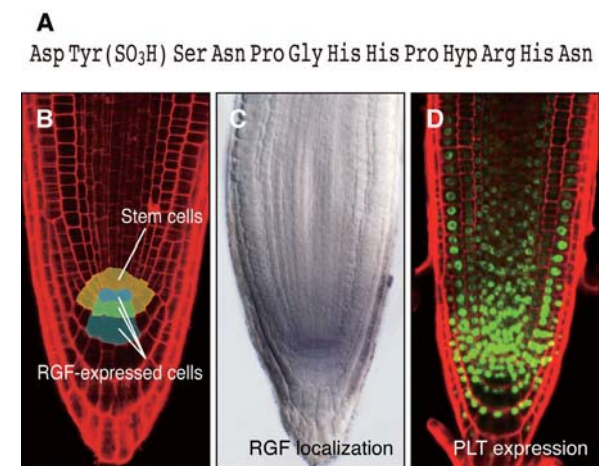 A
Asp Tyr(SO₃H) Ser Asn Pro Gly His His Pro Hyp Arg His Asn
B
C
D
Stem cells
RGF-expressed cells
RGF localization
PLT expression